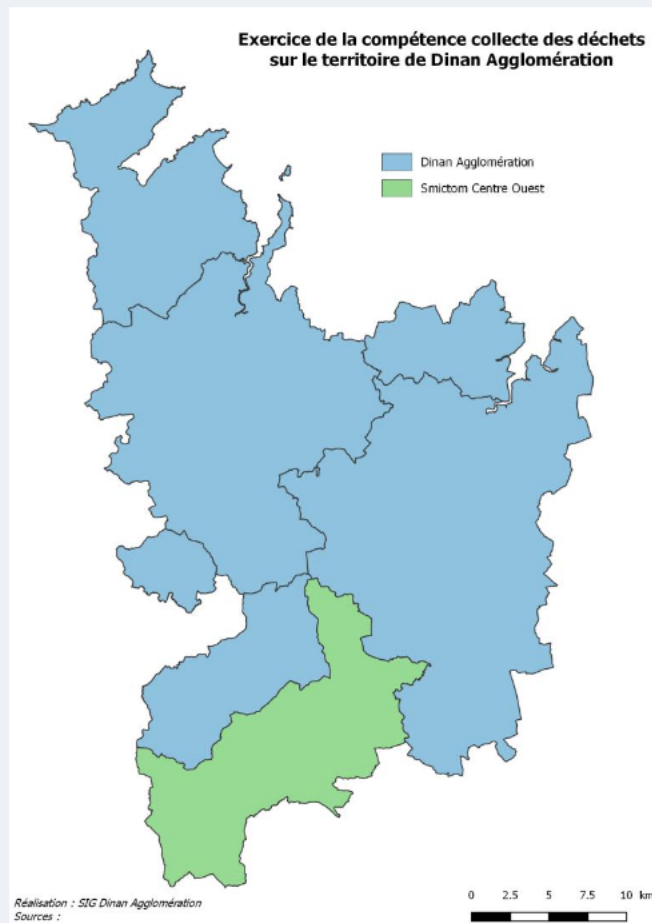 Exercice de la compétence collecte des déchets
sur le territoire de Dinan Agglomération
Dinan Agglomération
Smictom Centre Ouest
Réalisation : SIG Dinan Agglomération
Sources :
0 2.5 5 7.5 10 km